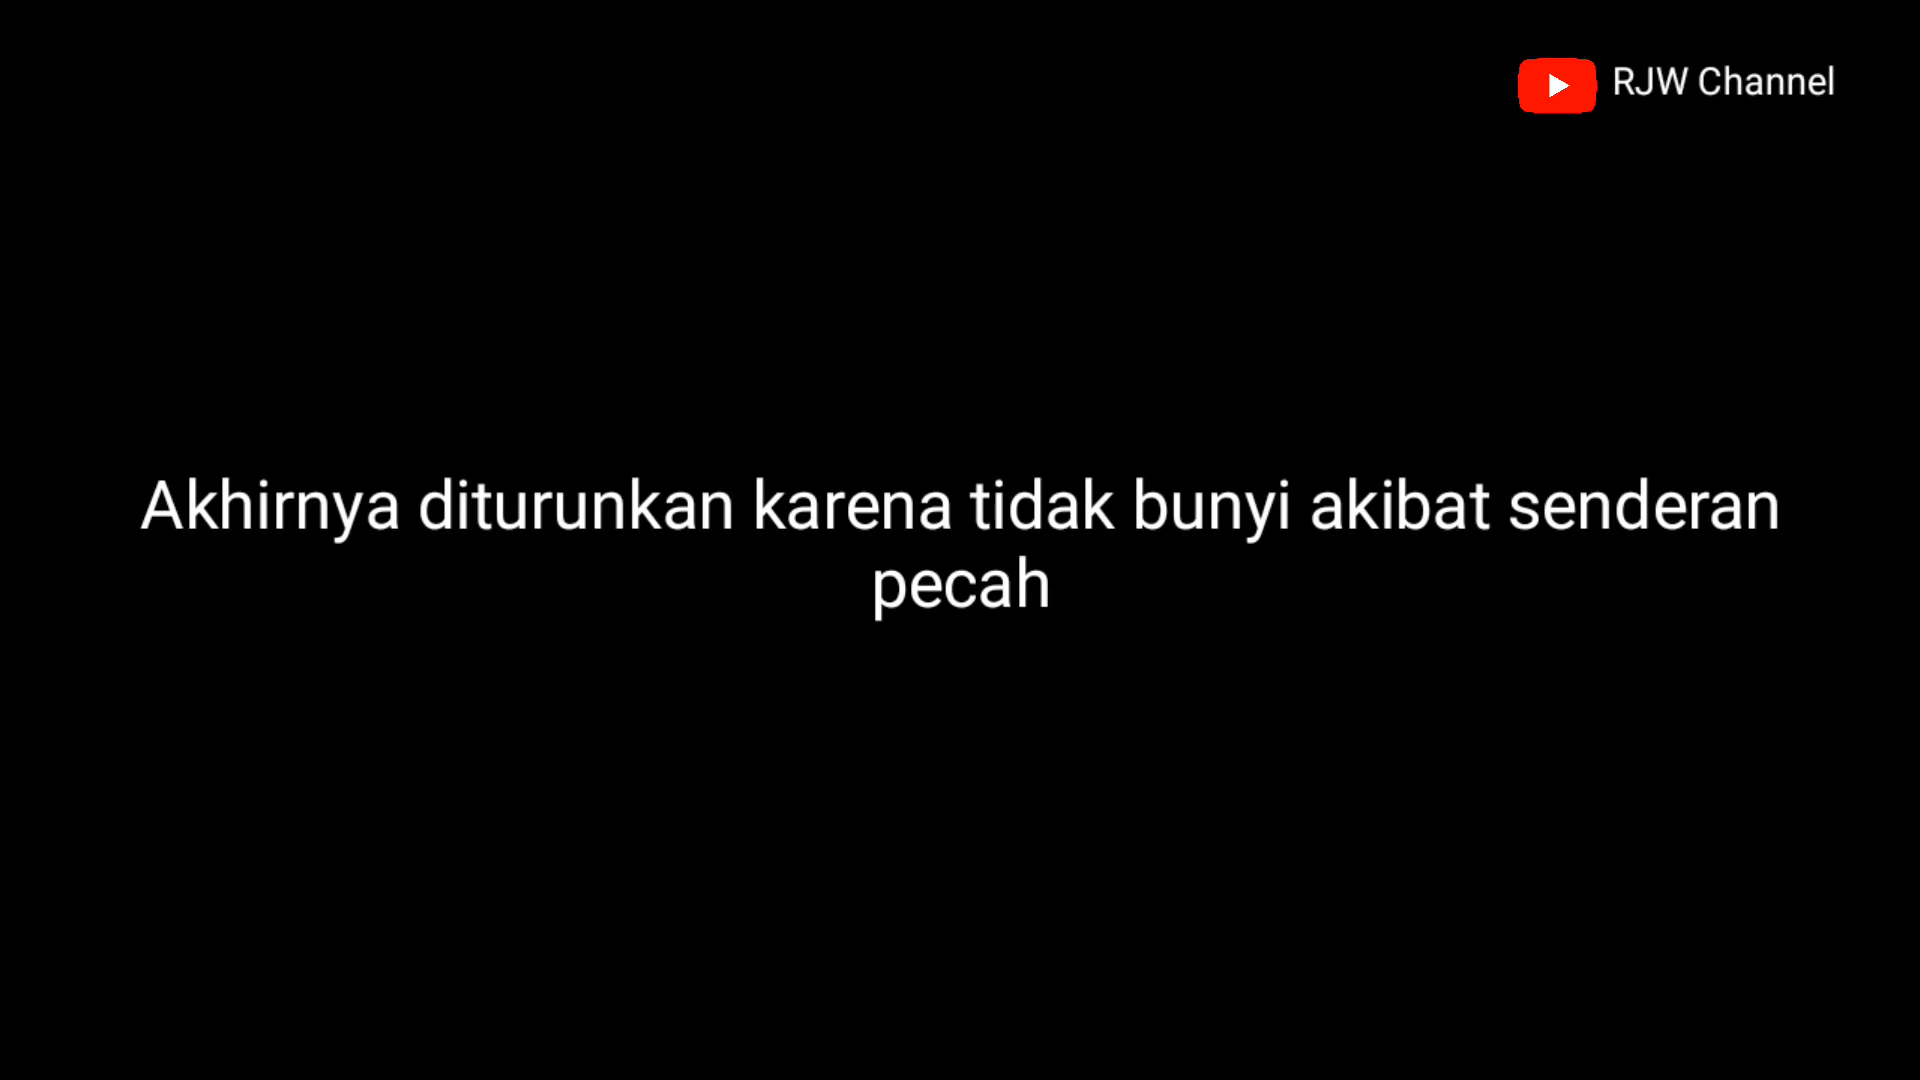 RJW Channel
Akhirnya diturunkan karena tidak bunyi akibat senderan
pecah